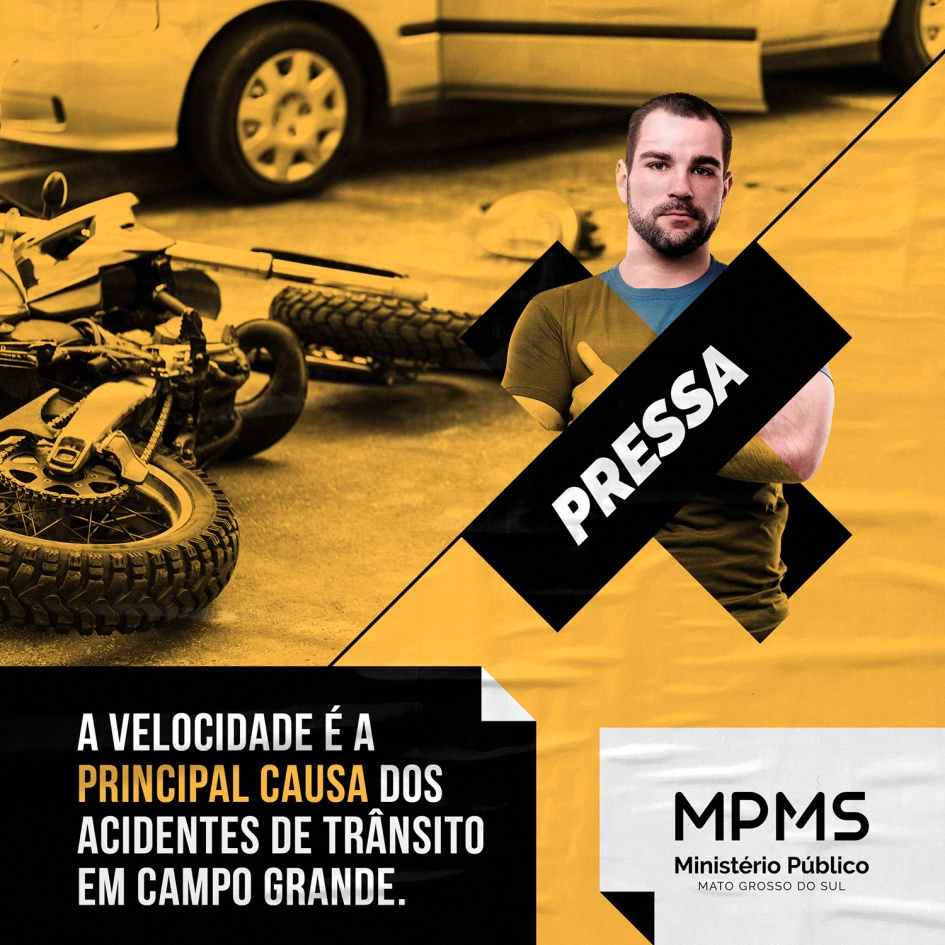 PRESSA
A VELOCIDADE É A
PRINCIPAL CAUSA DOS
ACIDENTES DE TRÂNSITO
EM CAMPO GRANDE.
MPMS
Ministério Público
MATO GROSSO DO SUL